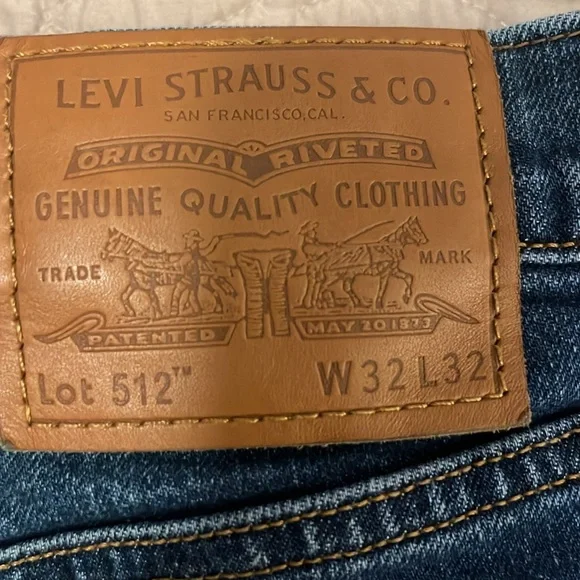 LEVI STRAUSS & CO.
SAN FRANCISCO, CAL.
ORIGINAL RIVETED
GENUINE QUALITY CLOTHING
TRADE MARK
PATENTED MAY 20 1873
Lot 512™ W32 L32